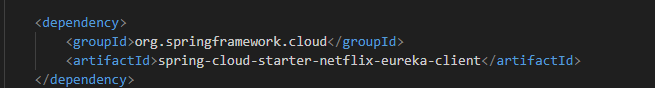 <dependency>
<groupId>org.springframework.cloud</groupId>
<artifactId>spring-cloud-starter-netflix-eureka-client</artifactId>
</dependency>